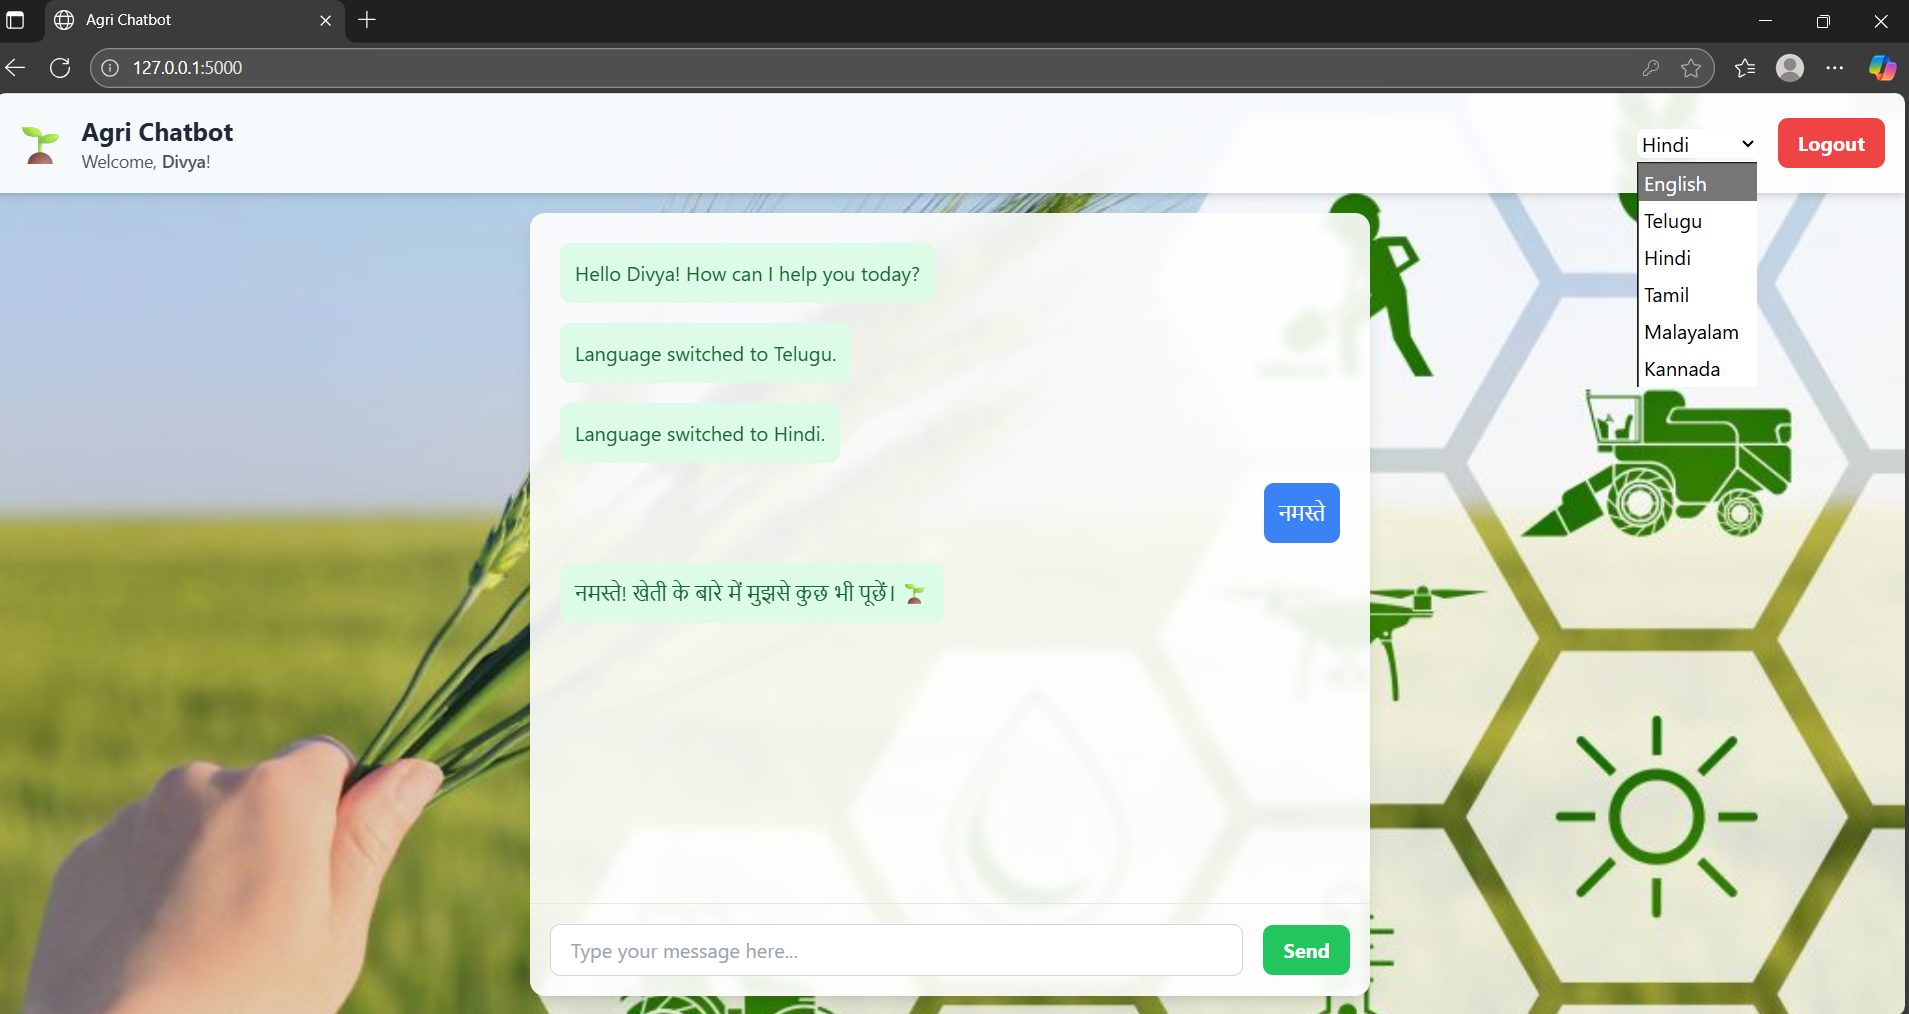 Agri Chatbot
127.0.0.1:5000
Agri Chatbot
Welcome, Divya!
Hindi
Logout
English
Telugu
Hindi
Tamil
Malayalam
Kannada
Hello Divya! How can I help you today?
Language switched to Telugu.
Language switched to Hindi.
नमस्ते
नमस्ते! खेती के बारे में मुझसे कुछ भी पूछें। 🌱
Type your message here...
Send